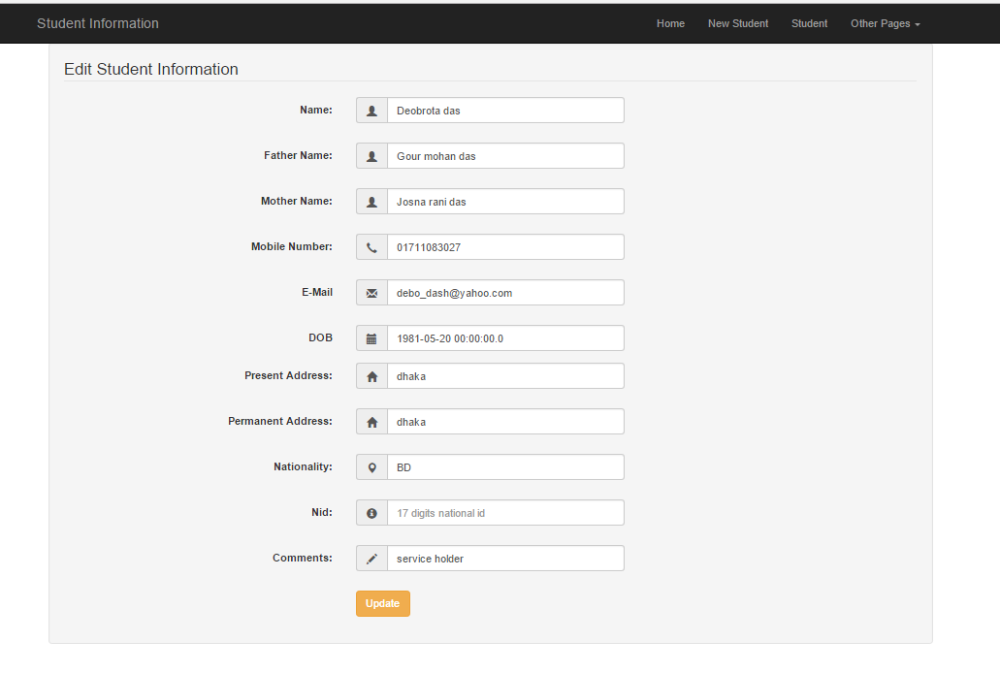 Student Information Home New Student Student Other Pages
Edit Student Information
Name: Deobrota das
Father Name: Gour mohan das
Mother Name: Josna rani das
Mobile Number: 01711083027
E-Mail debo_dash@yahoo.com
DOB 1981-05-20 00:00:00.0
Present Address: dhaka
Permanent Address: dhaka
Nationality: BD
Nid: 17 digits national id
Comments: service holder
Update